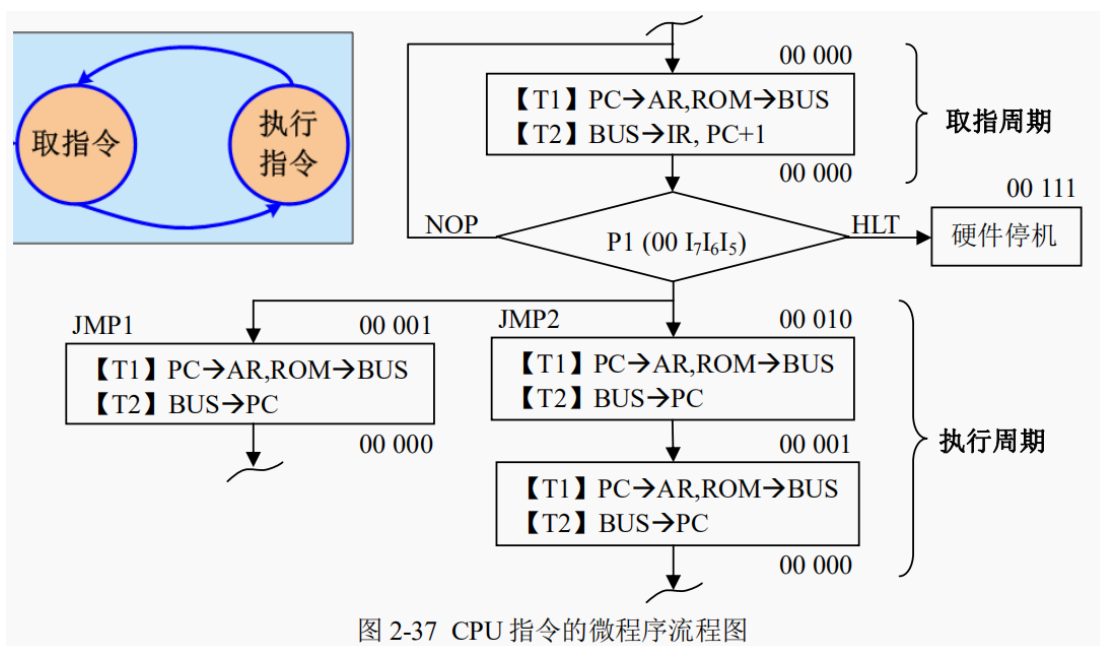 取指令
执行
指令
00 000
【T1】PC→AR,ROM→BUS
【T2】BUS→IR, PC+1
取指周期
00 000
00 111
NOP
P1 (00 I₇I₆I₅)
HLT
硬件停机
JMP1
00 001
【T1】PC→AR,ROM→BUS
【T2】BUS→PC
00 000
JMP2
00 010
【T1】PC→AR,ROM→BUS
【T2】BUS→PC
00 001
【T1】PC→AR,ROM→BUS
【T2】BUS→PC
00 000
执行周期
图 2-37 CPU 指令的微程序流程图